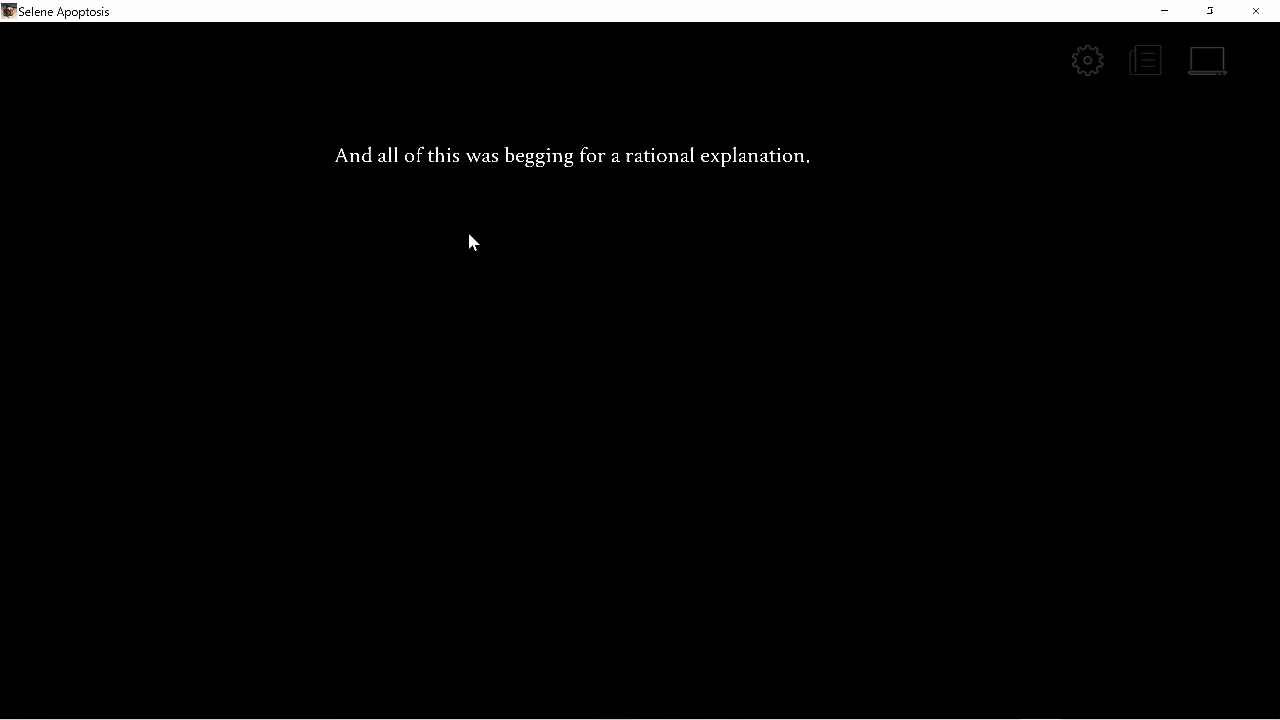 Selene Apoptosis
And all of this was begging for a rational explanation.